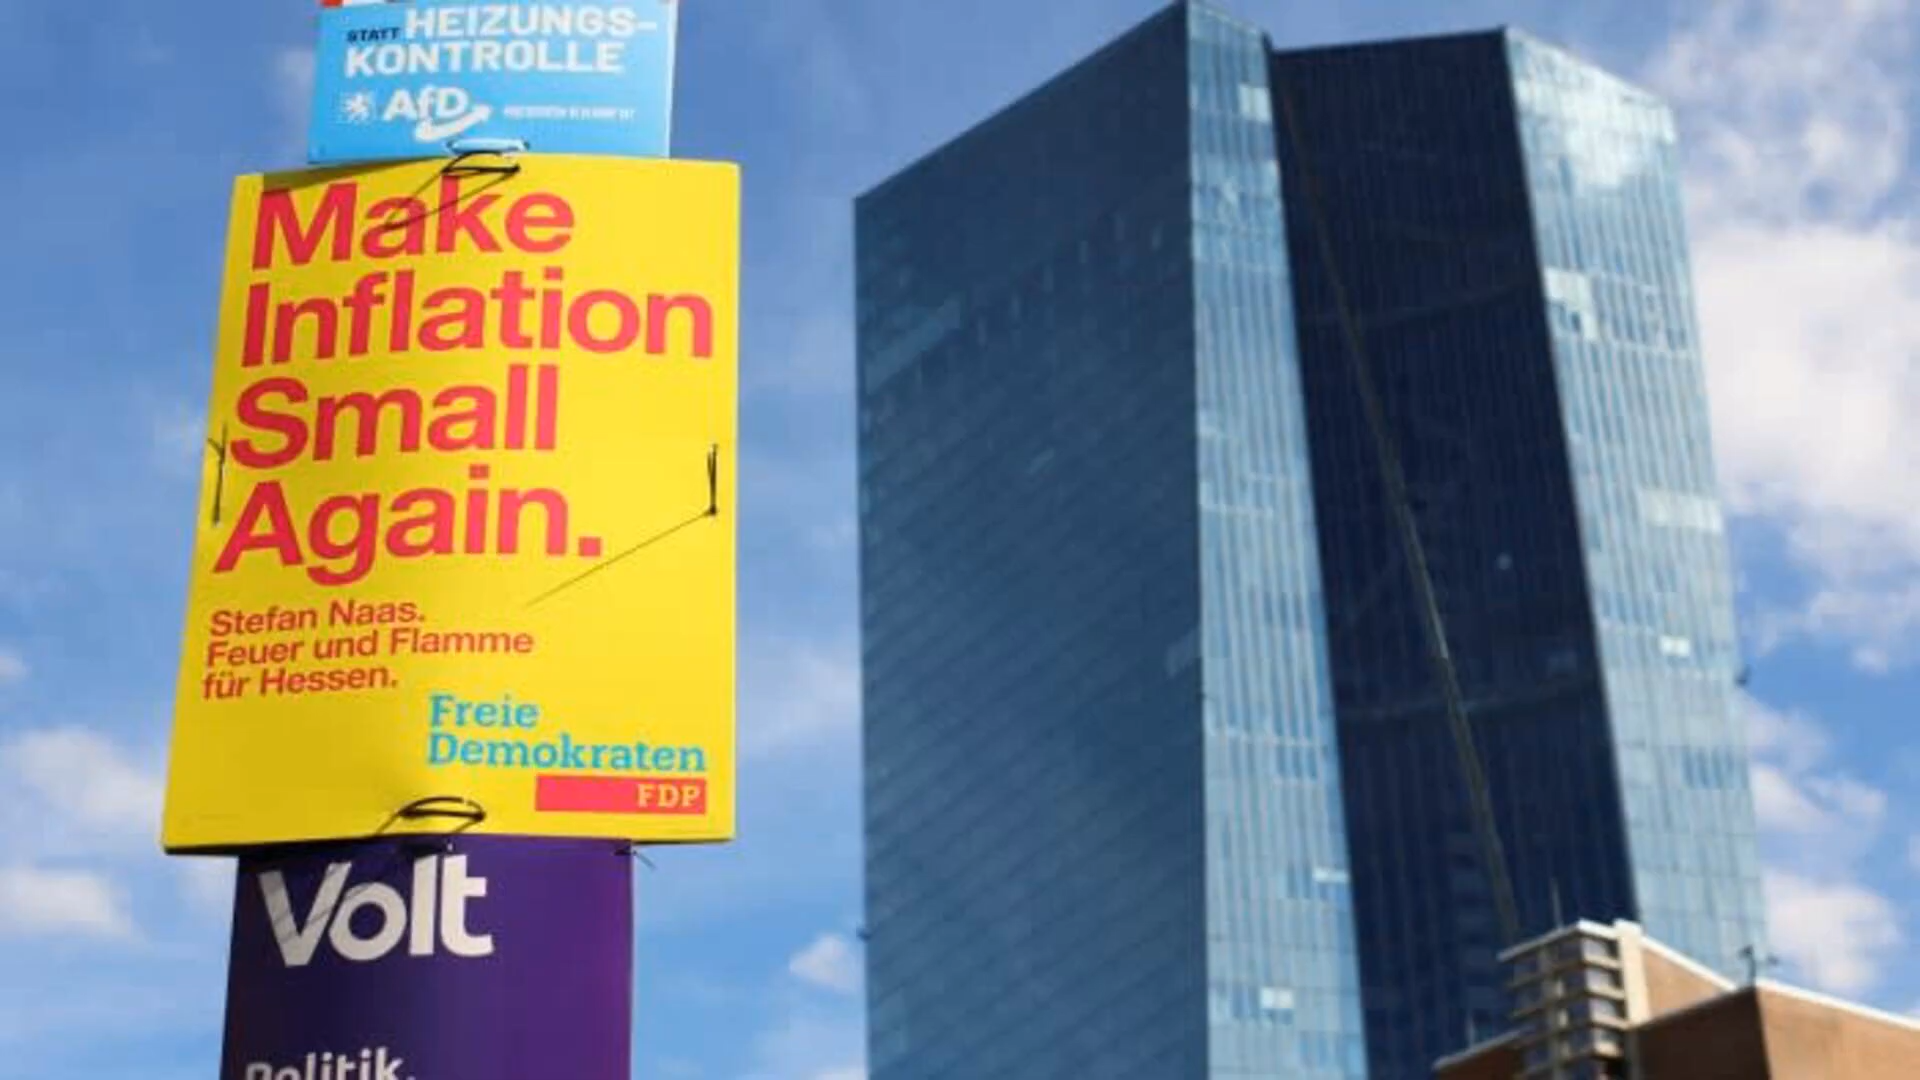 STATT HEIZUNGS-
KONTROLLE
AfD
Make
Inflation
Small
Again.
Stefan Naas.
Feuer und Flamme
für Hessen.
Freie
Demokraten
FDP
Volt
Politik.